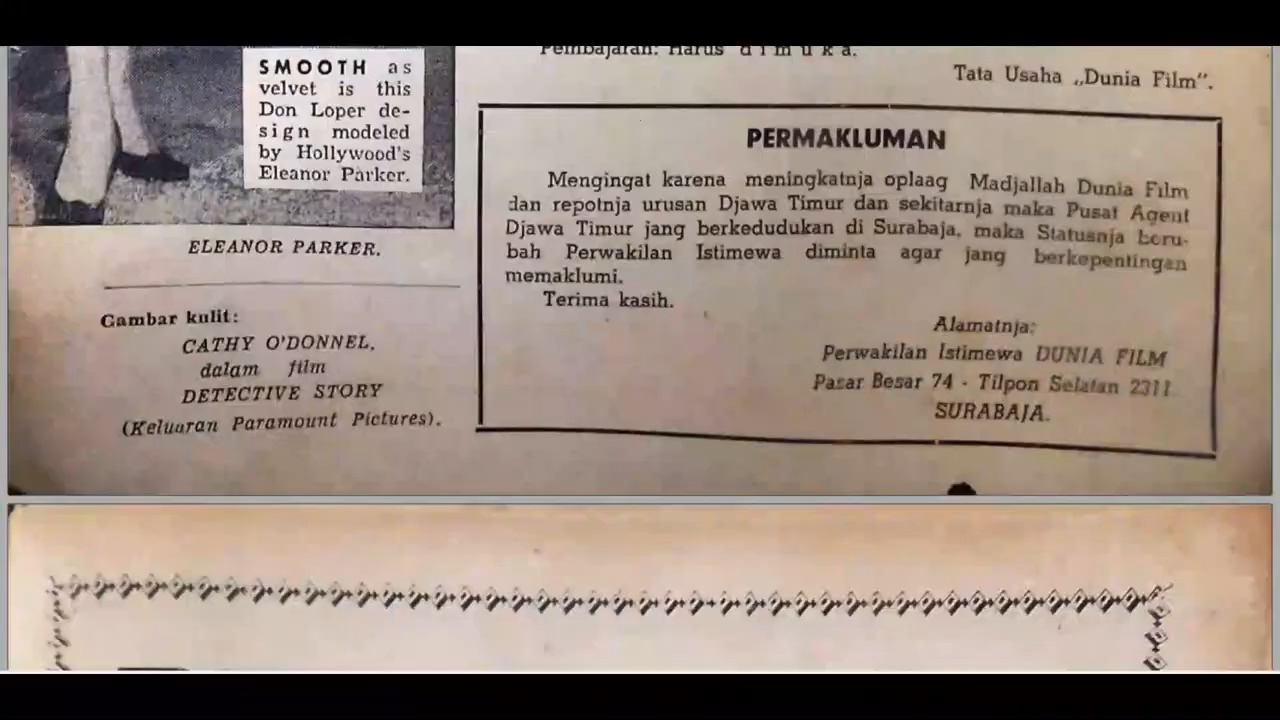 SMOOTH as
velvet is this
Don Loper de-
sign modeled
by Hollywood's
Eleanor Parker.
ELEANOR PARKER.
Gambar kulit:
CATHY O'DONNEL,
dalam film
DETECTIVE STORY
(Keluaran Paramount Pictures).
Pembajaran: Harus dimuka.
Tata Usaha „Dunia Film".
PERMAKLUMAN
Mengingat karena meningkatnja oplaag Madjallah Dunia Film
dan repotnja urusan Djawa Timur dan sekitarnja maka Pusat Agent
Djawa Timur jang berkedudukan di Surabaja, maka Statusnja beru-
bah Perwakilan Istimewa diminta agar jang berkepentingan
memaklumi.
Terima kasih.
Alamatnja:
Perwakilan Istimewa DUNIA FILM
Pasar Besar 74 - Tilpon Selatan 2311
SURABAJA.